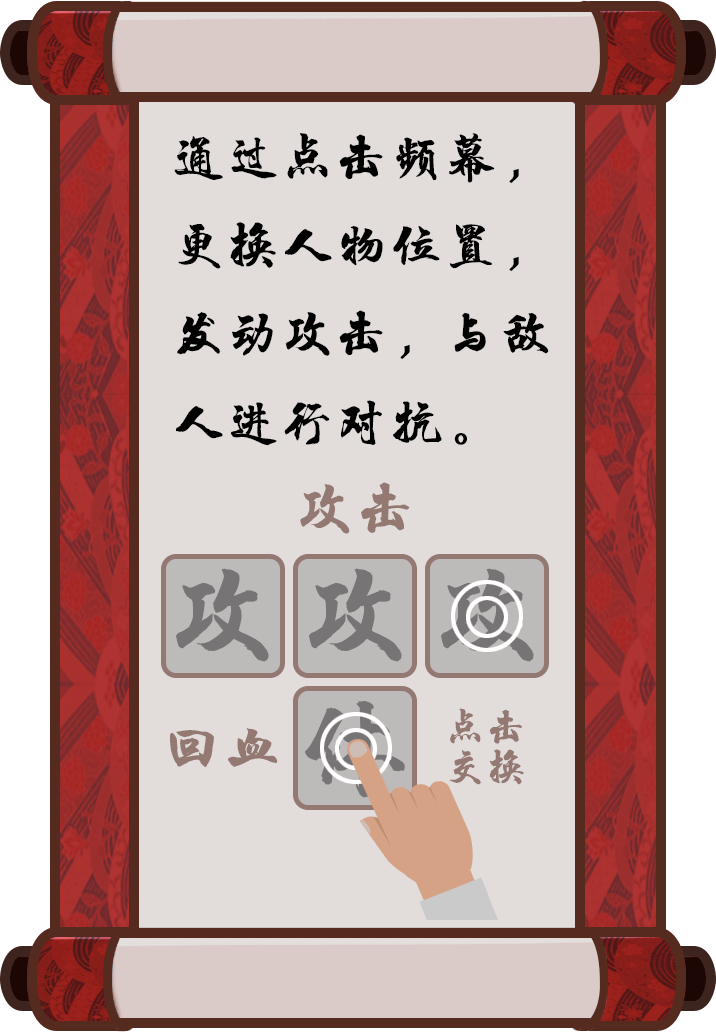 通过点击频幕，
更换人物位置，
发动攻击，与敌
人进行对抗。
攻击
攻 攻 攻
回血
点击
交换